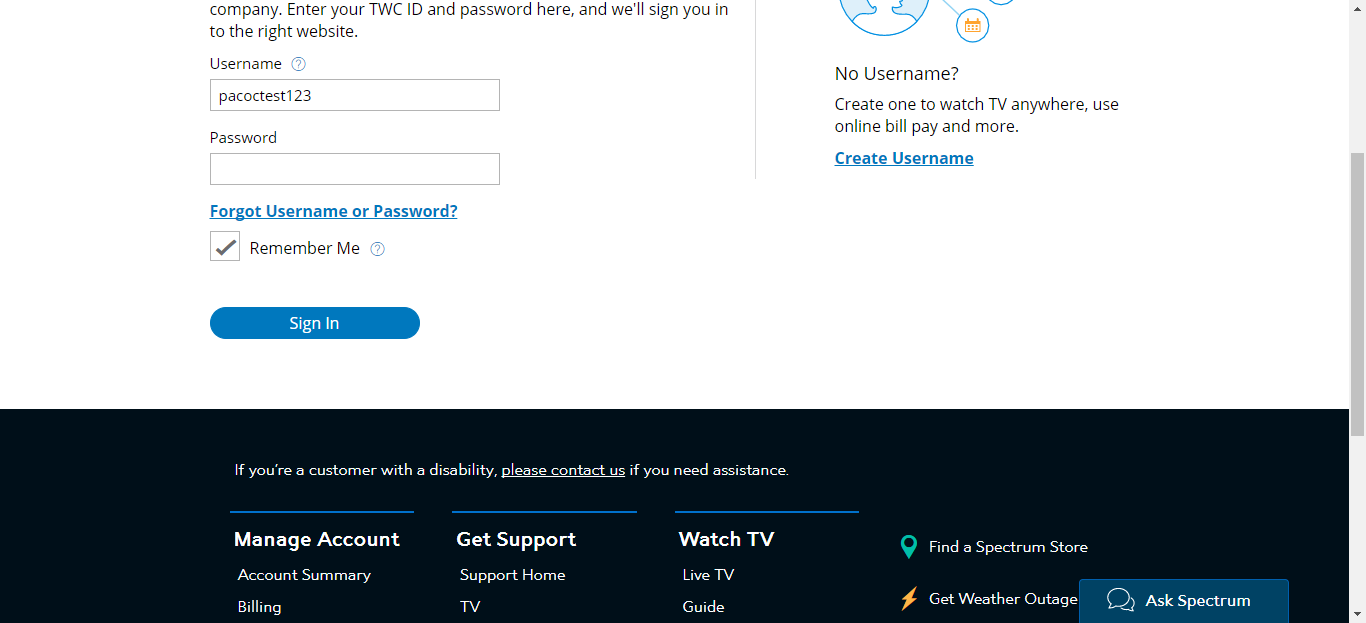 company. Enter your TWC ID and password here, and we'll sign you in
to the right website.
Username ?
pacoctest123
Password
Forgot Username or Password?
Remember Me ?
Sign In
No Username?
Create one to watch TV anywhere, use
online bill pay and more.
Create Username
If you're a customer with a disability, please contact us if you need assistance.
Manage Account
Account Summary
Billing
Get Support
Support Home
TV
Watch TV
Live TV
Guide
Find a Spectrum Store
Get Weather Outage
Ask Spectrum